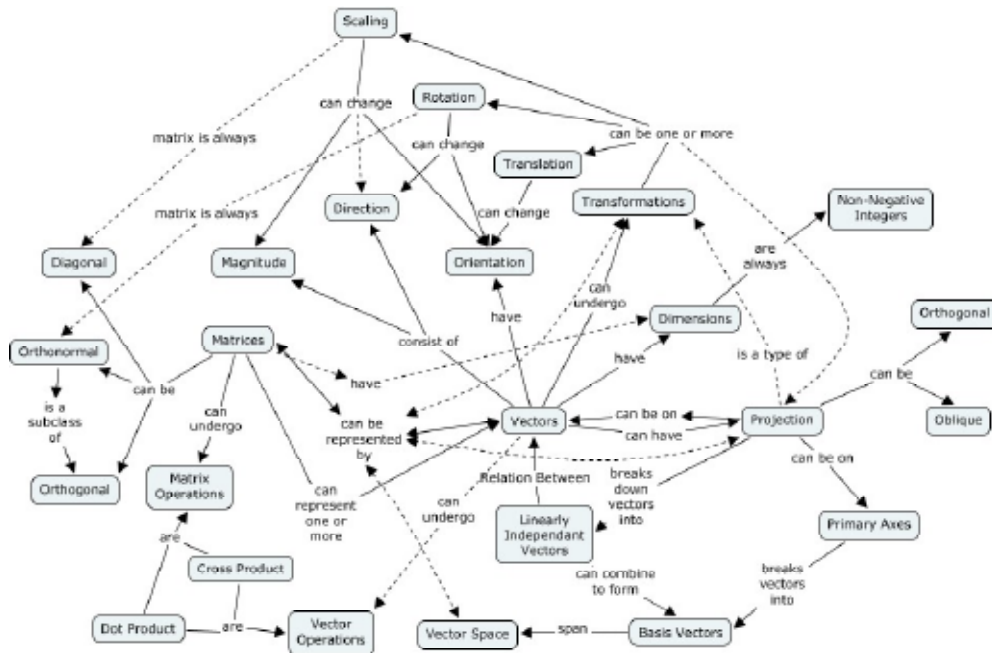 Scaling
can change
Rotation
matrix is always
can change
can be one or more
Translation
Direction
matrix is always
can change
Transformations
Non-Negative
Integers
Diagonal
Magnitude
Orientation
are
always
can
undergo
have
Dimensions
Orthogonal
Orthonormal
Matrices
consist of
have
is a type of
have
can be
can be
is a
subclass
of
can
undergo
can be
represented
by
Vectors
can be on
can have
Projection
Oblique
Orthogonal
Matrix
Operations
can
represent
one or
more
can
undergo
Relation Between
breaks
down
vectors
into
can be on
Linearly
Independant
Vectors
Primary Axes
are
Cross Product
can combine
to form
breaks
vectors
into
Dot Product
are
Vector
Operations
Vector Space
span
Basis Vectors